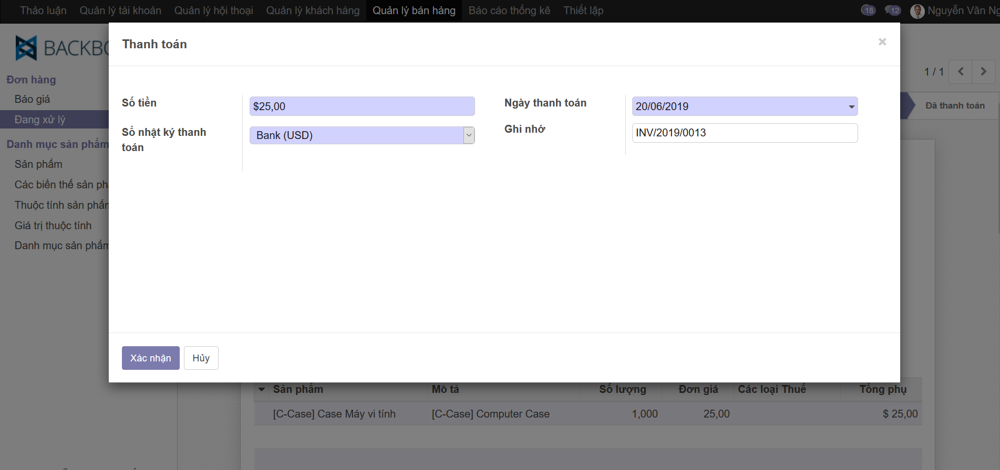 Thảo luận Quản lý tài khoản Quản lý hội thoại Quản lý khách hàng Quản lý bán hàng Báo cáo thống kê Thiết lập 18 12 Nguyễn Văn
Thanh toán ×
Đơn hàng
1 / 1
Báo giá
Số tiền $25,00 Ngày thanh toán 20/06/2019
Đã thanh toán
Đang xử lý
Sổ nhật ký thanh toán Bank (USD) Ghi nhớ INV/2019/0013
Danh mục sản phẩm
Sản phẩm
Các biến thể sản
Thuộc tính sản phẩm
Giá trị thuộc tính
Danh mục sản phẩm
Xác nhận Hủy
Sản phẩm Mô tả Số lượng Đơn giá Các loại Thuế Tổng phụ
[C-Case] Case Máy vi tính [C-Case] Computer Case 1,000 25,00 $ 25,00